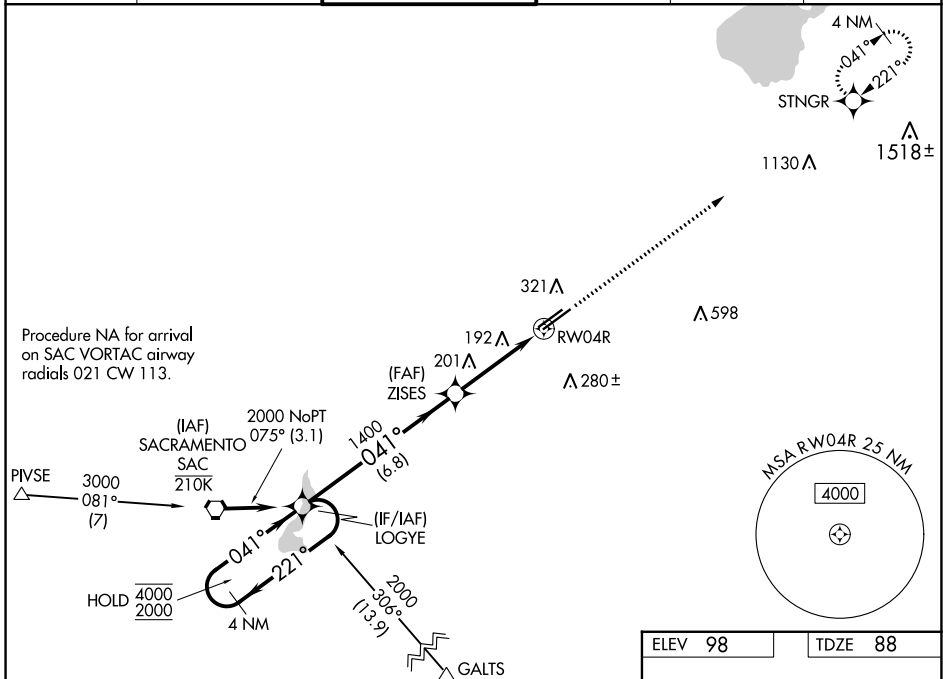 4 NM
041°
221°
STNGR
1518±
1130
321
RW04R
598
192
201
(FAF)
ZISES
280±
Procedure NA for arrival
on SAC VORTAC airway
radials 021 CW 113.
(IAF)
SACRAMENTO
SAC
210K
2000 NoPT
075° (3.1)
1400
041°
(6.8)
PIVSE
3000
081°
(7)
(IF/IAF)
LOGYE
041°
221°
HOLD 4000
2000
4 NM
2000
306°
(13.9)
GALTS
MSA RW04R 25 NM
4000
ELEV 98
TDZE 88